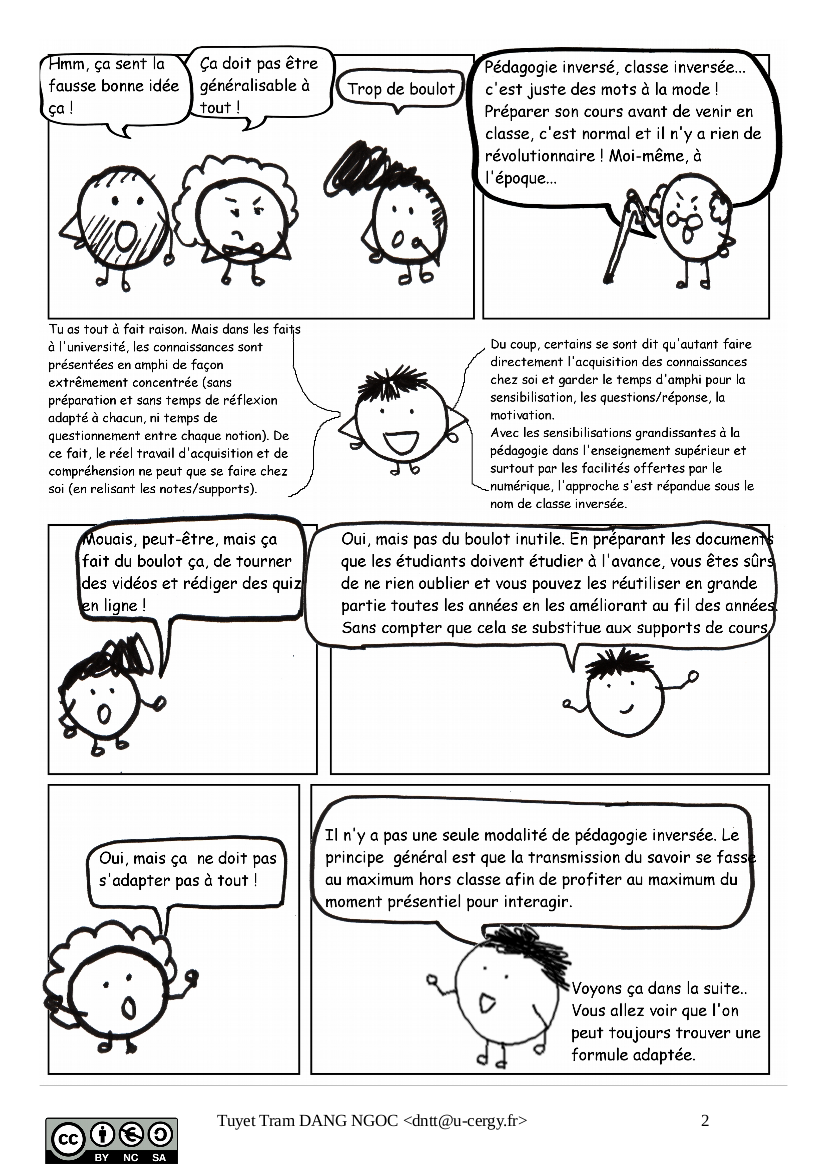 Hmm, ça sent la
fausse bonne idée
ça !
Ça doit pas être
généralisable à
tout !
Trop de boulot
Pédagogie inversé, classe inversée...
c'est juste des mots à la mode !
Préparer son cours avant de venir en
classe, c'est normal et il n'y a rien de
révolutionnaire ! Moi-même, à
l'époque...
Tu as tout à fait raison. Mais dans les faits
à l'université, les connaissances sont
présentées en amphi de façon
extrêmement concentrée (sans
préparation et sans temps de réflexion
adapté à chacun, ni temps de
questionnement entre chaque notion). De
ce fait, le réel travail d'acquisition et de
compréhension ne peut que se faire chez
soi (en relisant les notes/supports).
Du coup, certains se sont dit qu'autant faire
directement l'acquisition des connaissances
chez soi et garder le temps d'amphi pour la
sensibilisation, les questions/réponse, la
motivation.
Avec les sensibilisations grandissantes à la
pédagogie dans l'enseignement supérieur et
surtout par les facilités offertes par le
numérique, l'approche s'est répandue sous le
nom de classe inversée.
Mouais, peut-être, mais ça
fait du boulot ça, de tourner
des vidéos et rédiger des quiz
en ligne !
Oui, mais pas du boulot inutile. En préparant les documents
que les étudiants doivent étudier à l'avance, vous êtes sûrs
de ne rien oublier et vous pouvez les réutiliser en grande
partie toutes les années en les améliorant au fil des années.
Sans compter que cela se substitue aux supports de cours
Oui, mais ça ne doit pas
s'adapter pas à tout !
Il n'y a pas une seule modalité de pédagogie inversée. Le
principe général est que la transmission du savoir se fasse
au maximum hors classe afin de profiter au maximum du
moment présentiel pour interagir.
Voyons ça dans la suite..
Vous allez voir que l'on
peut toujours trouver une
formule adaptée.
Tuyet Tram DANG NGOC <dntt@u-cergy.fr> 2
cc BY NC SA